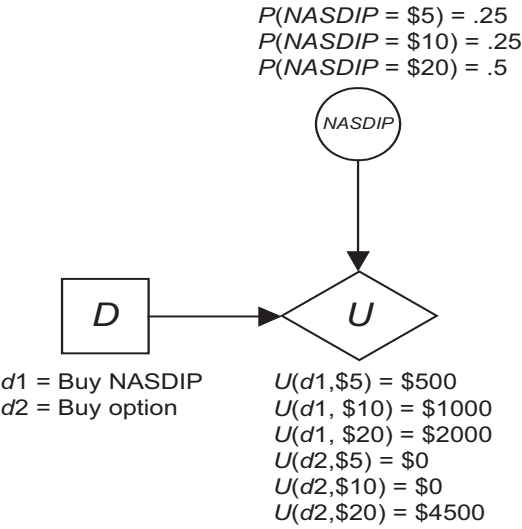 P(NASDIP = $5) = .25
P(NASDIP = $10) = .25
P(NASDIP = $20) = .5
NASDIP
D
U
d1 = Buy NASDIP
d2 = Buy option
U(d1,$5) = $500
U(d1, $10) = $1000
U(d1, $20) = $2000
U(d2,$5) = $0
U(d2,$10) = $0
U(d2,$20) = $4500